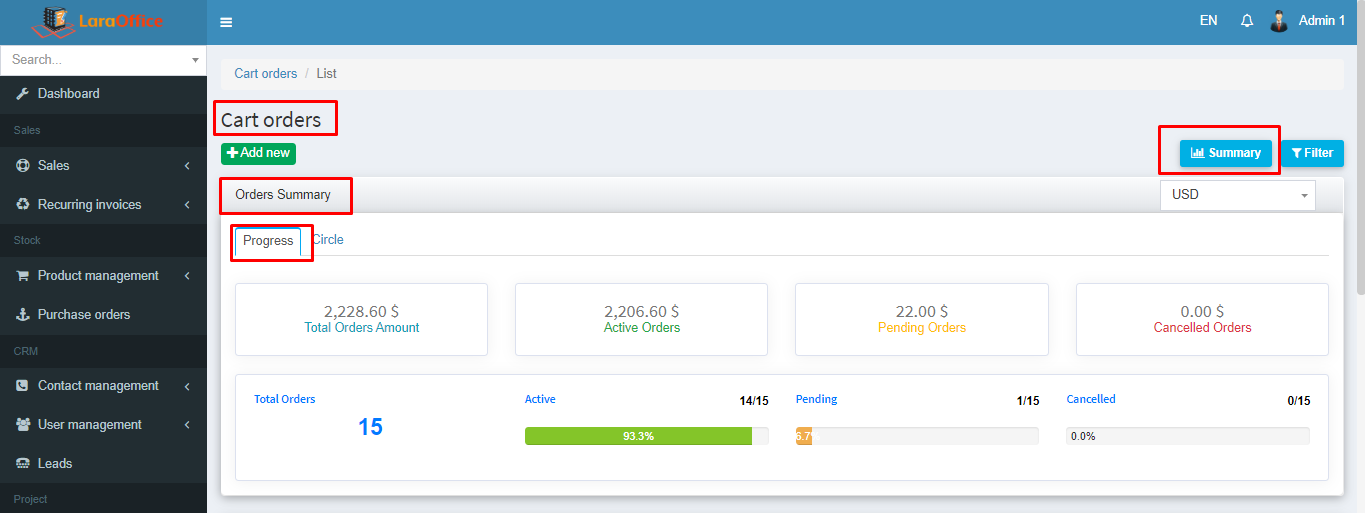 LaraOffice
EN
Admin 1
Search...
Dashboard
Sales
Sales
Recurring invoices
Stock
Product management
Purchase orders
CRM
Contact management
User management
Leads
Project
Cart orders / List
Cart orders
Add new
Summary
Filter
Orders Summary
USD
Progress
Circle
2,228.60 $
Total Orders Amount
2,206.60 $
Active Orders
22.00 $
Pending Orders
0.00 $
Cancelled Orders
Total Orders
15
Active
14/15
93.3%
Pending
1/15
6.7%
Cancelled
0/15
0.0%